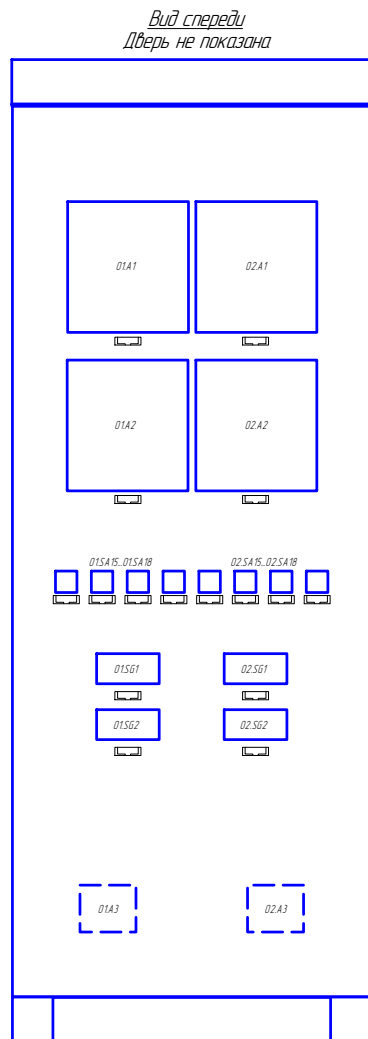 Вид спереди
Дверь не показана
01.A1 02.A1
01.A2 02.A2
01.SA15...01.SA18 02.SA15...02.SA18
01.SG1 02.SG1
01.SG2 02.SG2
01.A3 02.A3